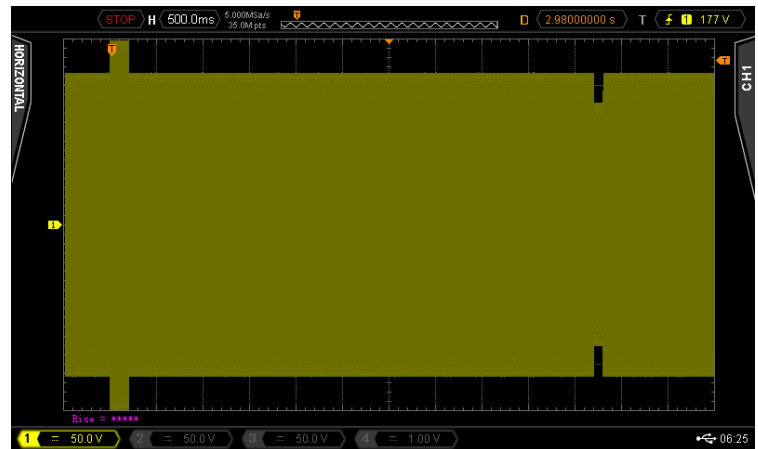 STOP H 500.0ms 5.000MSa/s 35.0M pts T D 2.98000000 s T 1 177 V
HORIZONTAL
T
T
CH1
1
Rise = *****
1 = 50.0 V 2 = 50.0 V 3 = 50.0 V 4 = 1.00 V 06:25